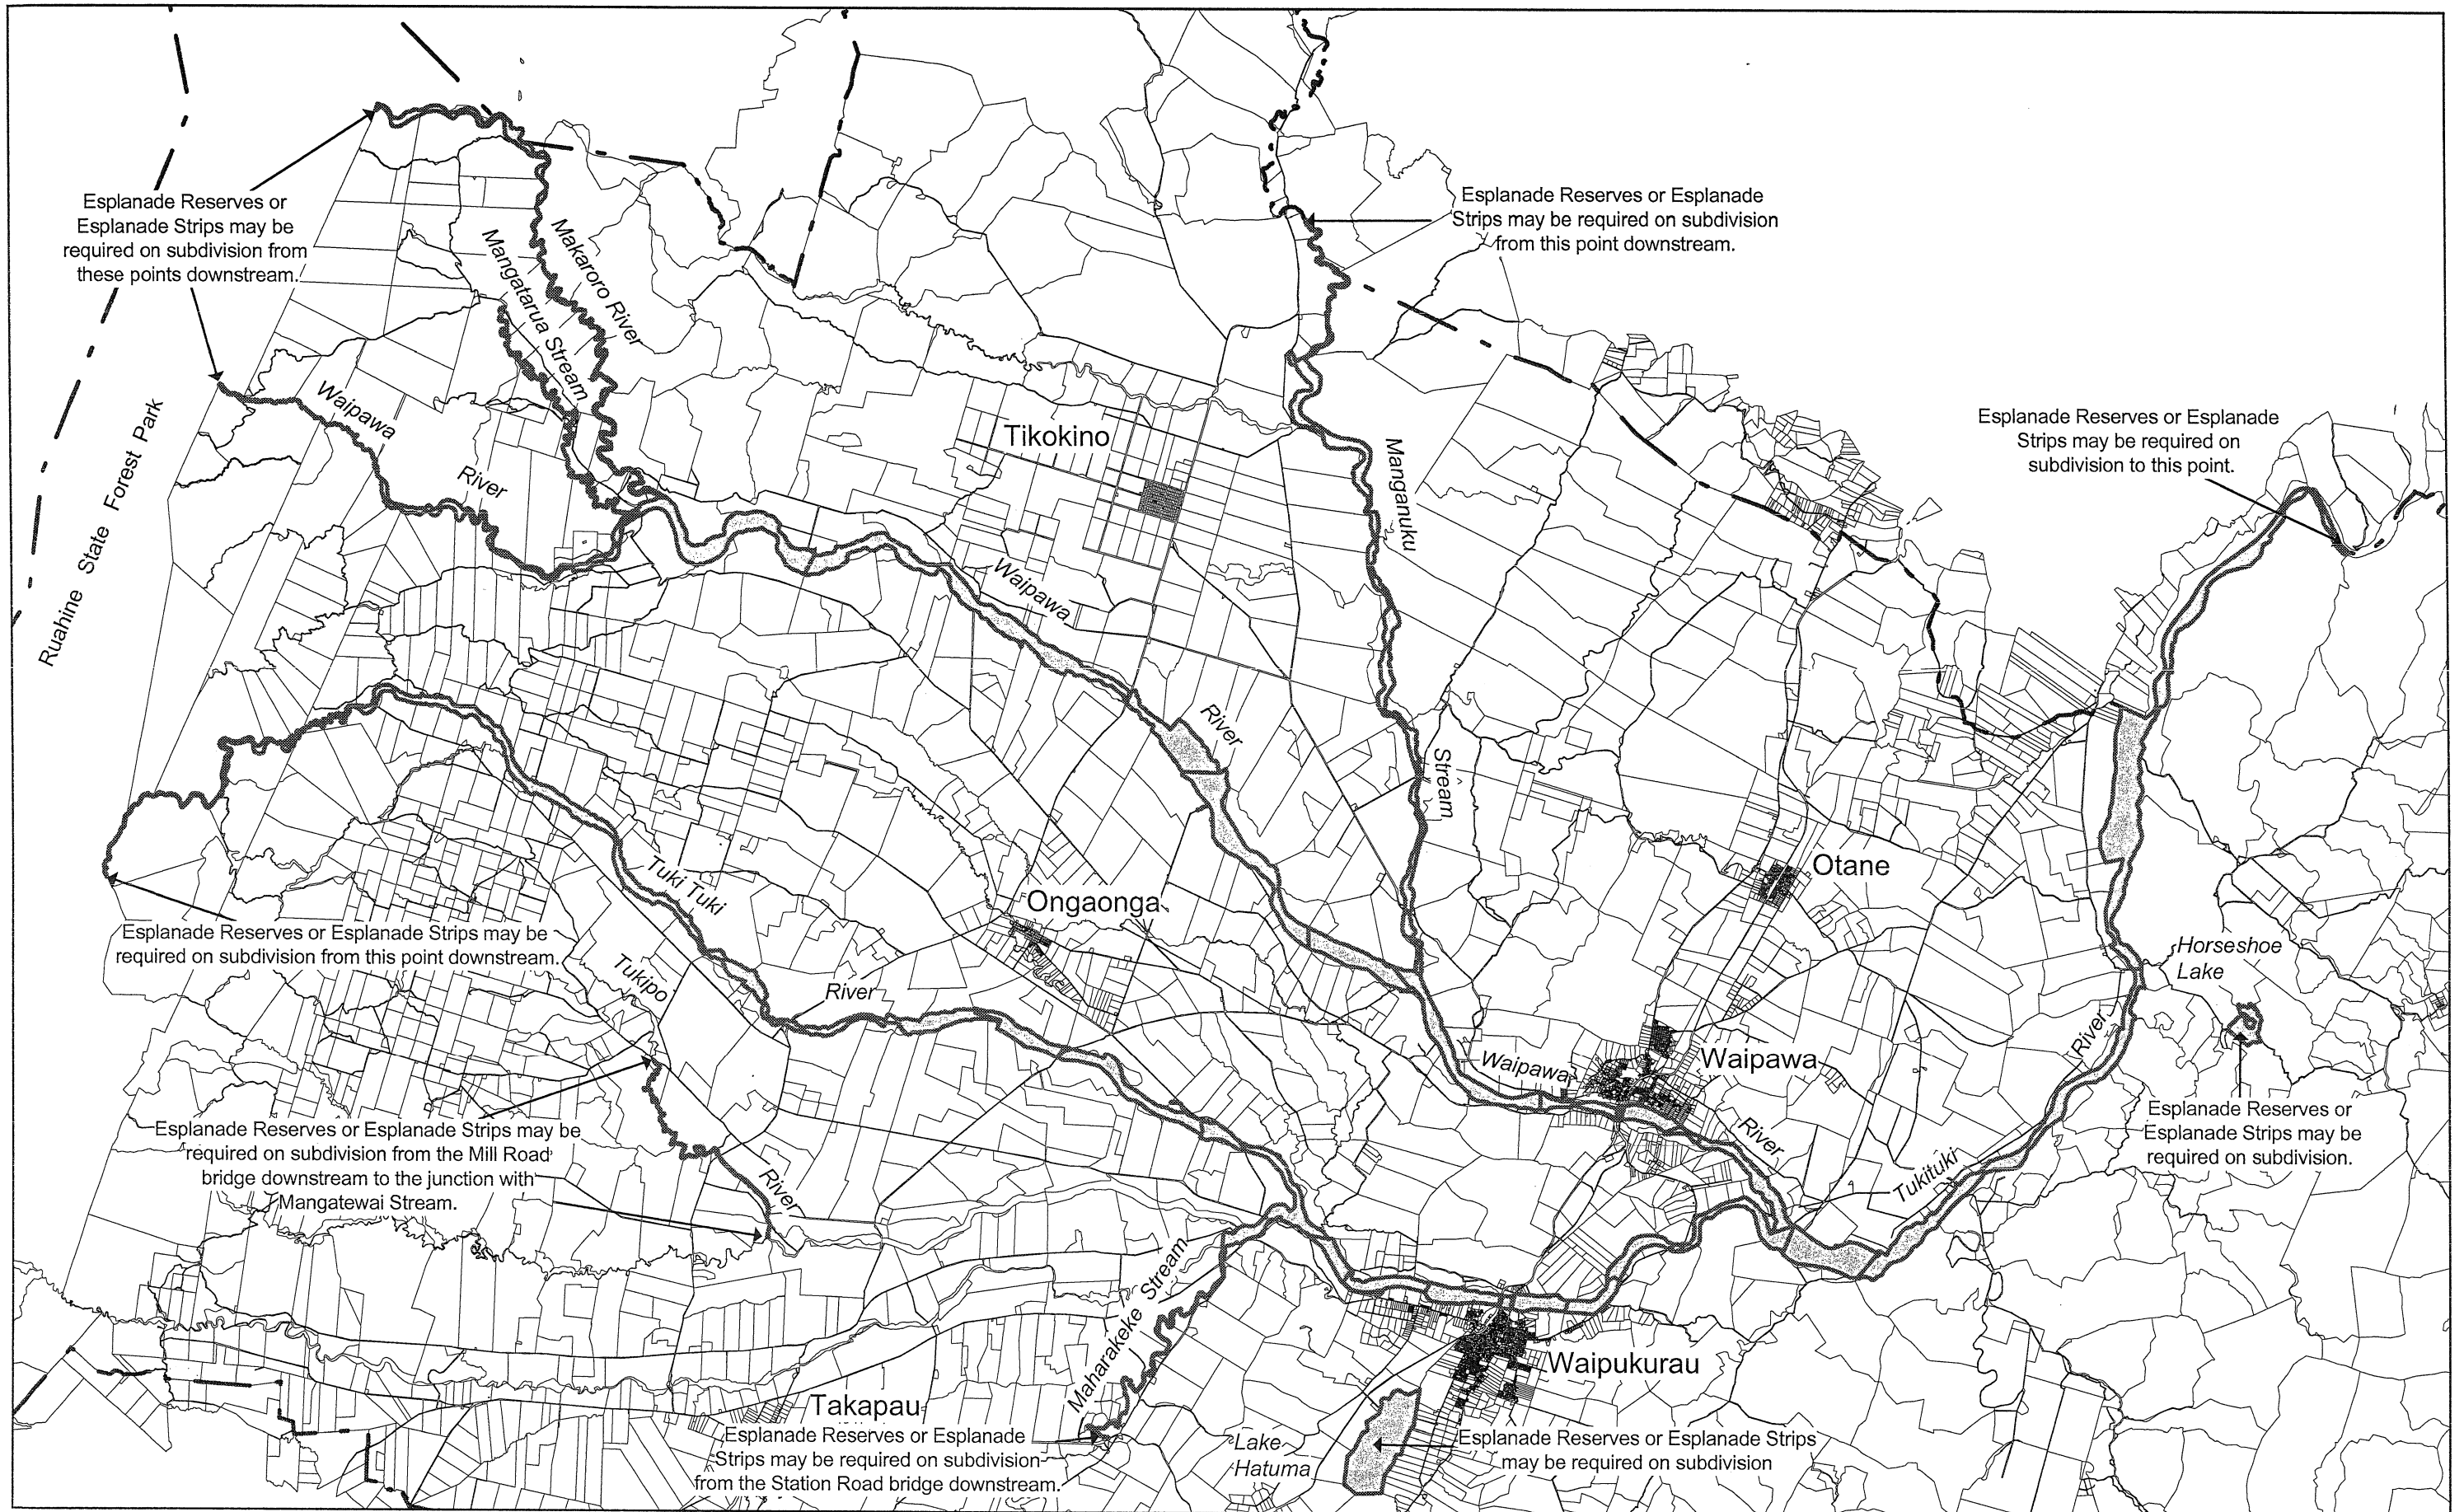 Esplanade Reserves or
Esplanade Strips may be
required on subdivision from
these points downstream.
Esplanade Reserves or Esplanade
Strips may be required on subdivision
from this point downstream.
Makaroro River
Mangatarua Stream
Waipawa
River
Ruahine State Forest Park
Tikokino
Manganuku
Stream
Esplanade Reserves or Esplanade
Strips may be required on
subdivision to this point.
Waipawa
River
Tuki Tuki
River
Ongaonga
Otane
Esplanade Reserves or Esplanade Strips may be
required on subdivision from this point downstream.
Tukipo
River
Horseshoe
Lake
Waipawa
Waipawa
River
River
Tukituki
Esplanade Reserves or
Esplanade Strips may be
required on subdivision.
Esplanade Reserves or Esplanade Strips may be
required on subdivision from the Mill Road
bridge downstream to the junction with
Mangatewai Stream.
Maharakeke Stream
Waipukurau
Takapau
Esplanade Reserves or Esplanade
Strips may be required on subdivision
from the Station Road bridge downstream.
Lake
Hatuma
Esplanade Reserves or Esplanade Strips
may be required on subdivision